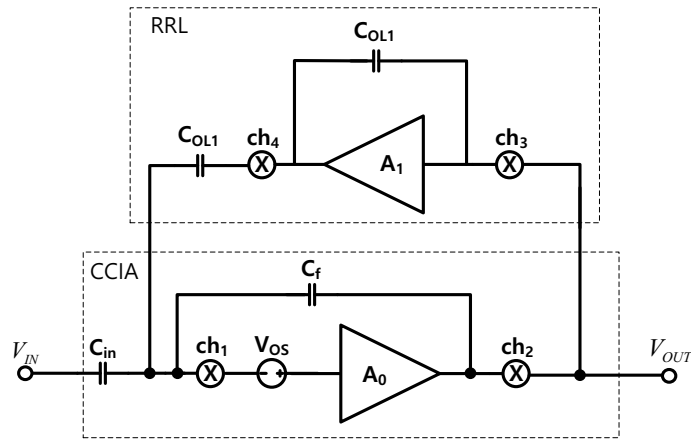 RRL
C_OL1
C_OL1
ch_4
ch_3
A_1
CCIA
C_f
V_IN
C_in
ch_1
V_OS
ch_2
V_OUT
A_0
X
X
X
X
- +